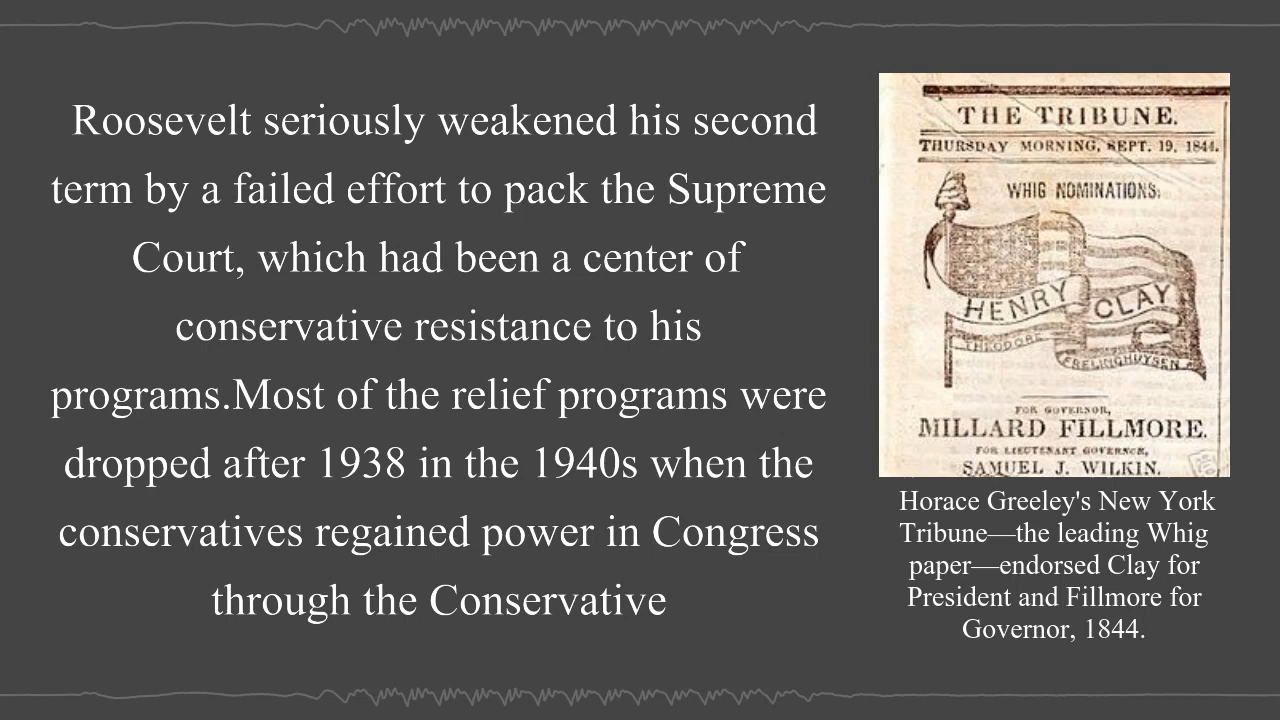 Roosevelt seriously weakened his second
term by a failed effort to pack the Supreme
Court, which had been a center of
conservative resistance to his
programs.Most of the relief programs were
dropped after 1938 in the 1940s when the
conservatives regained power in Congress
through the Conservative
THE TRIBUNE.
THURSDAY MORNING, SEPT. 19, 1844.
WHIG NOMINATIONS.
HENRY CLAY
THEODORE
FRELINGHUYSEN
FOR GOVERNOR,
MILLARD FILLMORE.
FOR LIEUTENANT GOVERNOR,
SAMUEL J. WILKIN.
Horace Greeley's New York
Tribune—the leading Whig
paper—endorsed Clay for
President and Fillmore for
Governor, 1844.